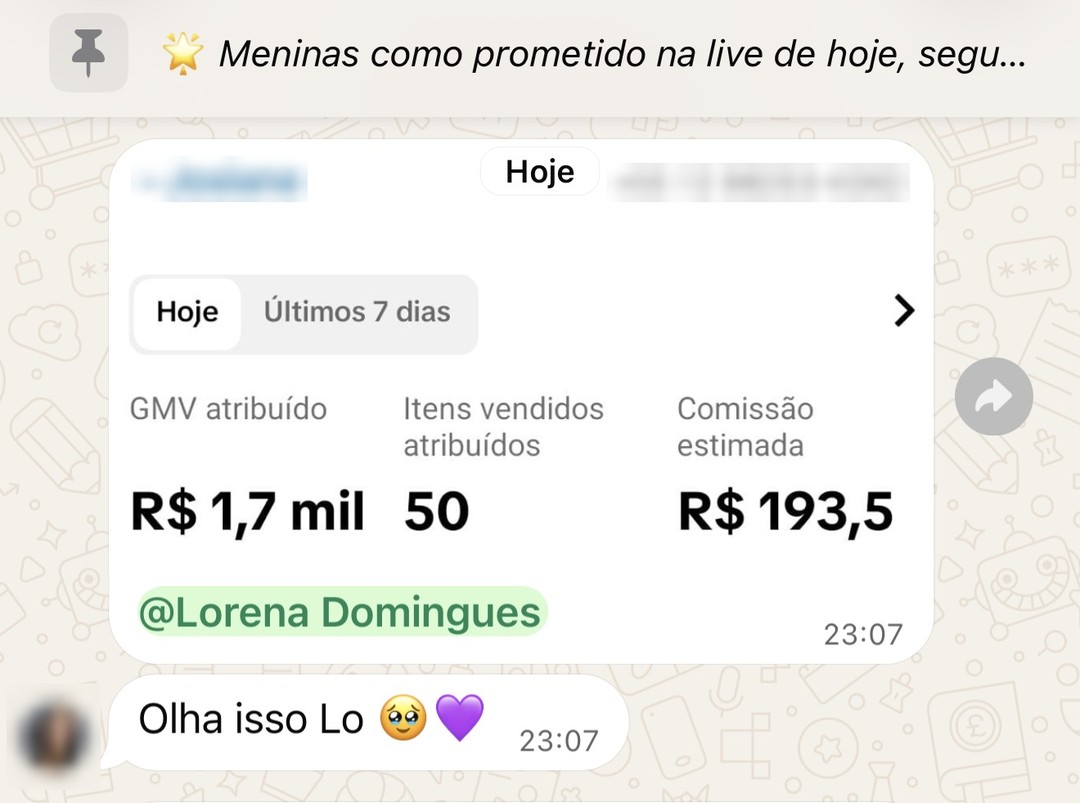 Meninas como prometido na live de hoje, segu...
Hoje
Hoje
Últimos 7 dias
GMV atribuído
Itens vendidos
atribuídos
Comissão
estimada
R$ 1,7 mil
50
R$ 193,5
@Lorena Domingues
23:07
Olha isso Lo 🥹💜
23:07